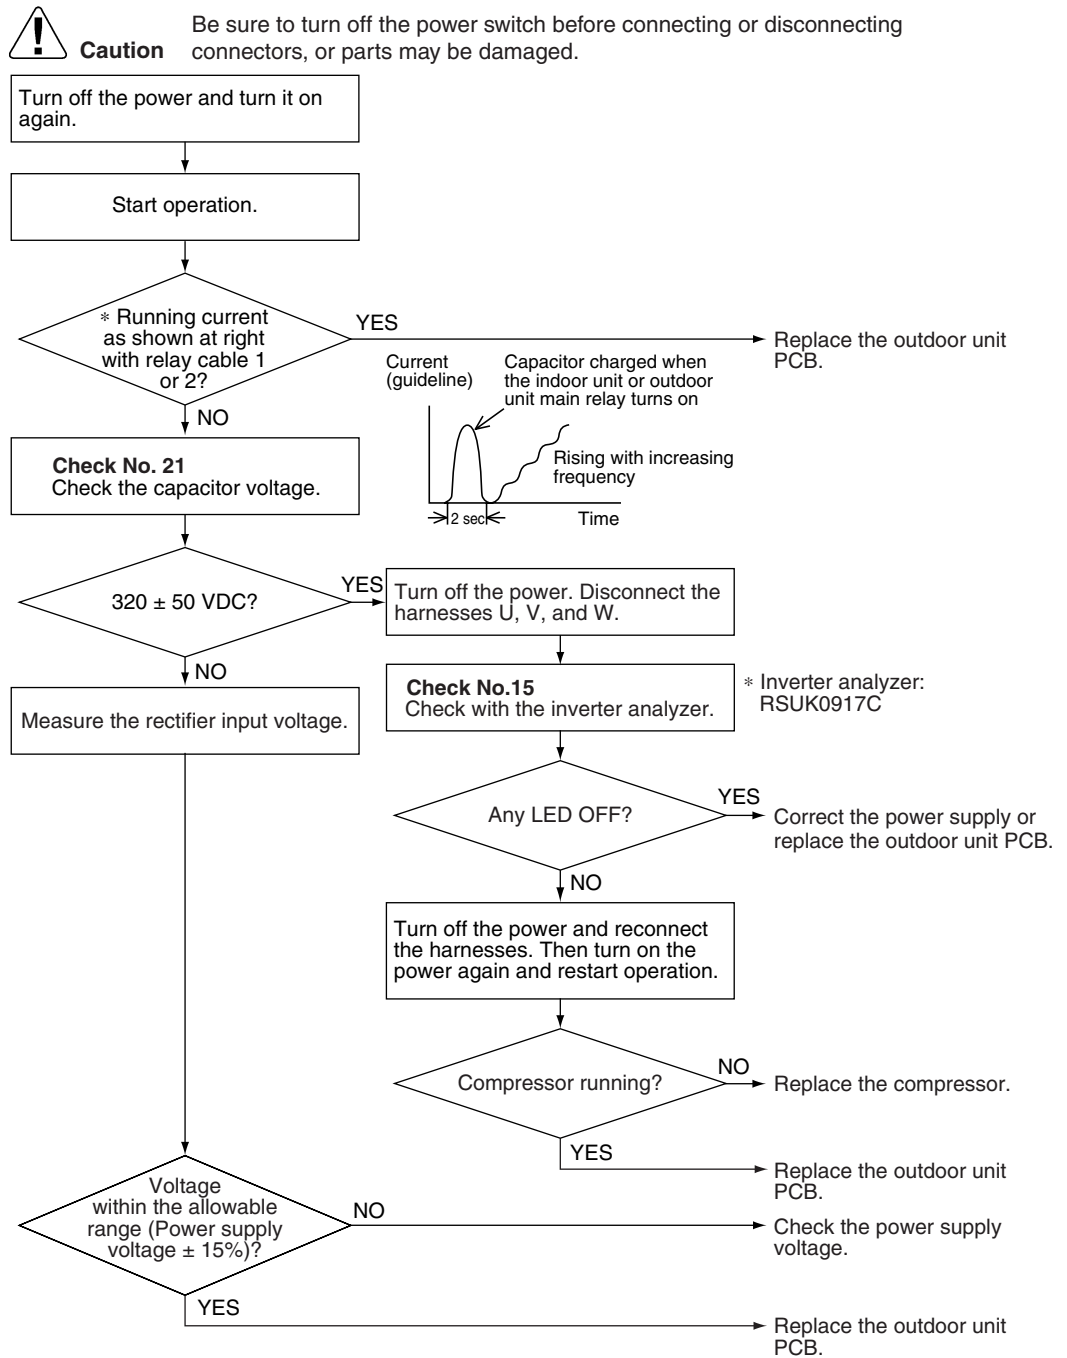 Caution
Be sure to turn off the power switch before connecting or disconnecting
connectors, or parts may be damaged.
Turn off the power and turn it on
again.
Start operation.
* Running current
as shown at right
with relay cable 1
or 2?
YES
Replace the outdoor unit
PCB.
Current
(guideline)
Capacitor charged when
the indoor unit or outdoor
unit main relay turns on
Rising with increasing
frequency
2 sec
Time
NO
Check No. 21
Check the capacitor voltage.
320 ± 50 VDC?
YES
Turn off the power. Disconnect the
harnesses U, V, and W.
NO
Measure the rectifier input voltage.
Check No.15
Check with the inverter analyzer.
* Inverter analyzer:
RSUK0917C
Any LED OFF?
YES
Correct the power supply or
replace the outdoor unit PCB.
NO
Turn off the power and reconnect
the harnesses. Then turn on the
power again and restart operation.
Compressor running?
NO
Replace the compressor.
YES
Replace the outdoor unit
PCB.
Voltage
within the allowable
range (Power supply
voltage ± 15%)?
NO
Check the power supply
voltage.
YES
Replace the outdoor unit
PCB.